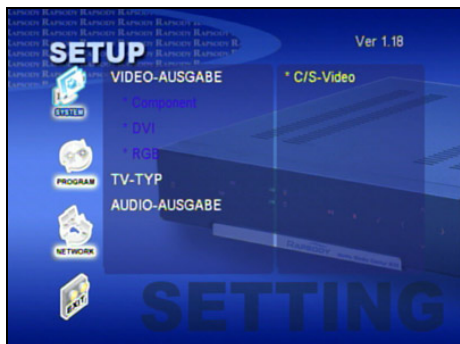 SETUP
Ver 1.18
VIDEO-AUSGABE
* C/S-Video
* Component
* DVI
* RGB
TV-TYP
AUDIO-AUSGABE
SYSTEM
PROGRAM
NETWORK
EXIT
RAPSODY
SETTING